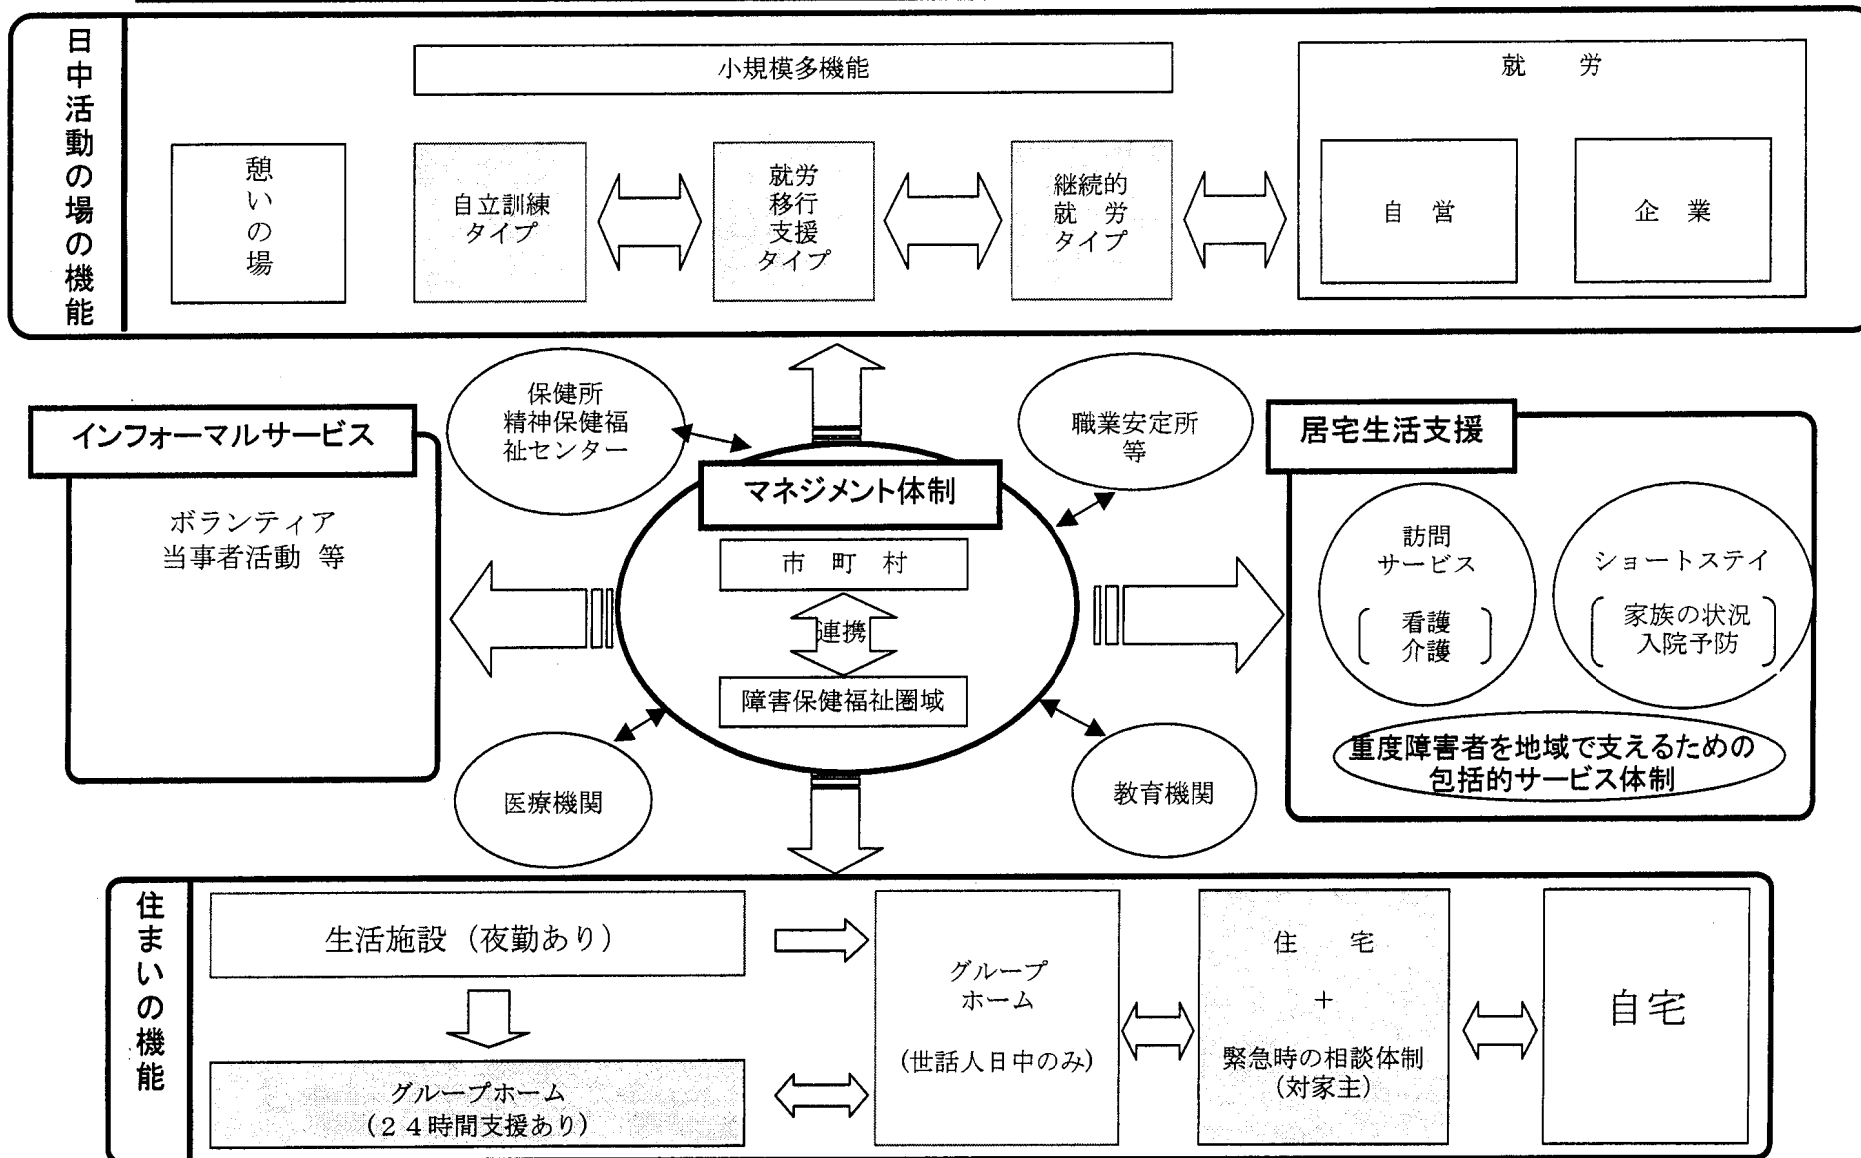 日中活動の場の機能
小規模多機能
就　労
憩いの場
自立訓練
タイプ
就労
移行
支援
タイプ
継続的
就　労
タイプ
自　営
企　業
保健所
精神保健福
祉センター
職業安定所
等
インフォーマルサービス
ボランティア
当事者活動 等
マネジメント体制
市　町　村
連携
障害保健福祉圏域
居宅生活支援
訪問
サービス
看護
介護
ショートステイ
家族の状況
入院予防
重度障害者を地域で支えるための
包括的サービス体制
医療機関
教育機関
住まいの機能
生活施設（夜勤あり）
グループホーム
(２４時間支援あり)
グループ
ホーム
(世話人日中のみ)
住　宅
+
緊急時の相談体制
(対家主)
自宅